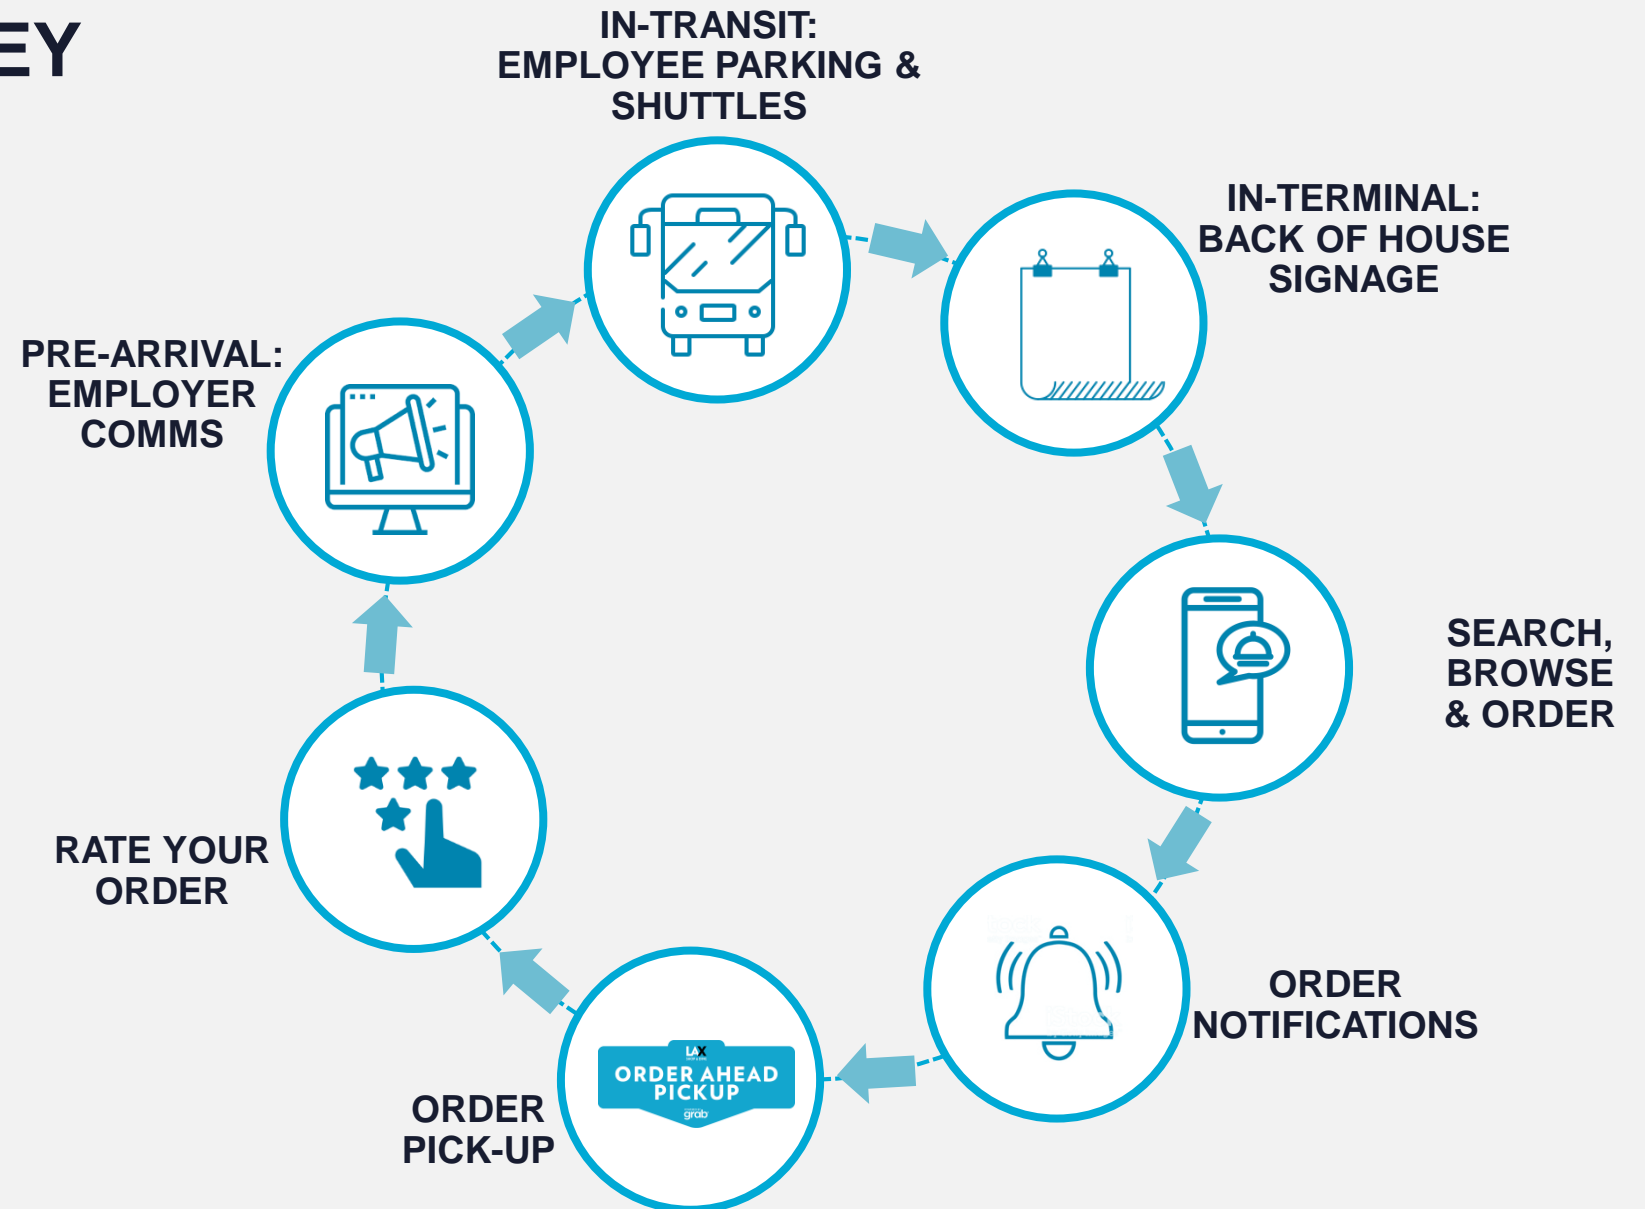 EY
IN-TRANSIT:
EMPLOYEE PARKING &
SHUTTLES
IN-TERMINAL:
BACK OF HOUSE
SIGNAGE
PRE-ARRIVAL:
EMPLOYER
COMMS
SEARCH,
BROWSE
& ORDER
RATE YOUR
ORDER
ORDER
NOTIFICATIONS
LAX
ORDER AHEAD
PICKUP
grab
ORDER
PICK-UP